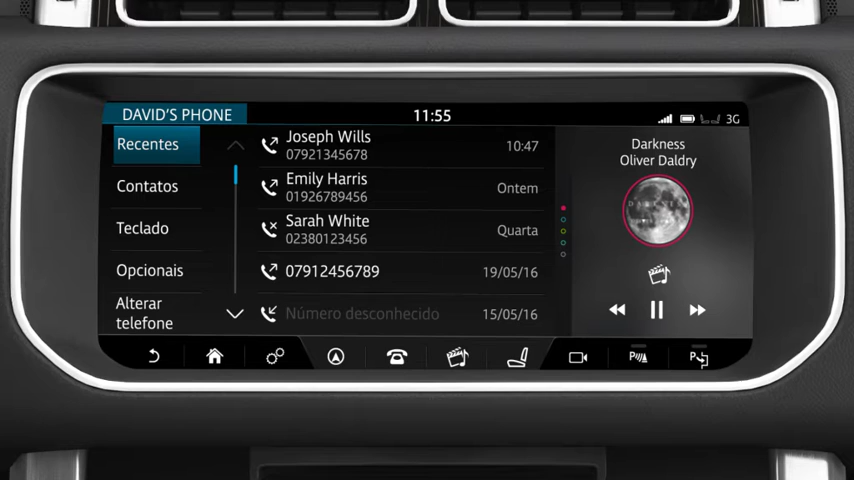 DAVID'S PHONE
11:55
3G
Recentes
Contatos
Teclado
Opcionais
Alterar
telefone
Joseph Wills
07921345678
10:47
Emily Harris
01926789456
Ontem
Sarah White
02380123456
Quarta
07912456789
19/05/16
Número desconhecido
15/05/16
Darkness
Oliver Daldry